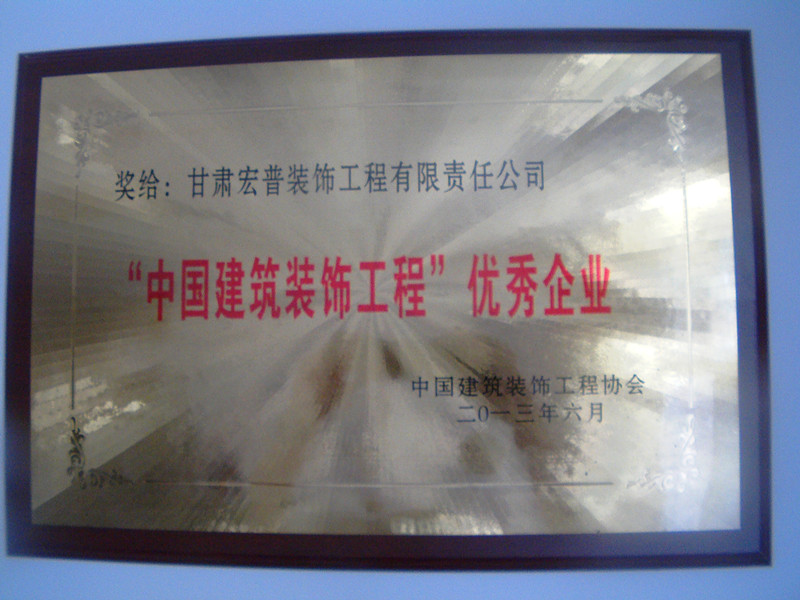 奖给：甘肃宏普装饰工程有限责任公司
“中国建筑装饰工程”优秀企业
中国建筑装饰工程协会
二0一三年六月